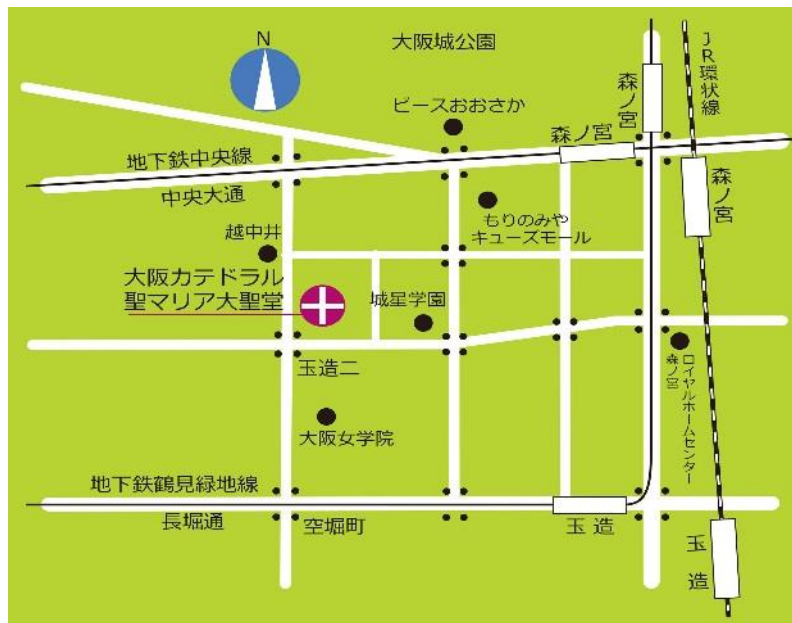 N
大阪城公園
JR環状線
ピースおおさか
森ノ宮
森ノ宮
地下鉄中央線
中央大通
森ノ宮
もりのみや
キューズモール
越中井
大阪カテドラル
聖マリア大聖堂
城星学園
玉造二
ロイヤルホームセンター
森ノ宮
大阪女学院
地下鉄鶴見緑地線
長堀通
空堀町
玉造
玉造